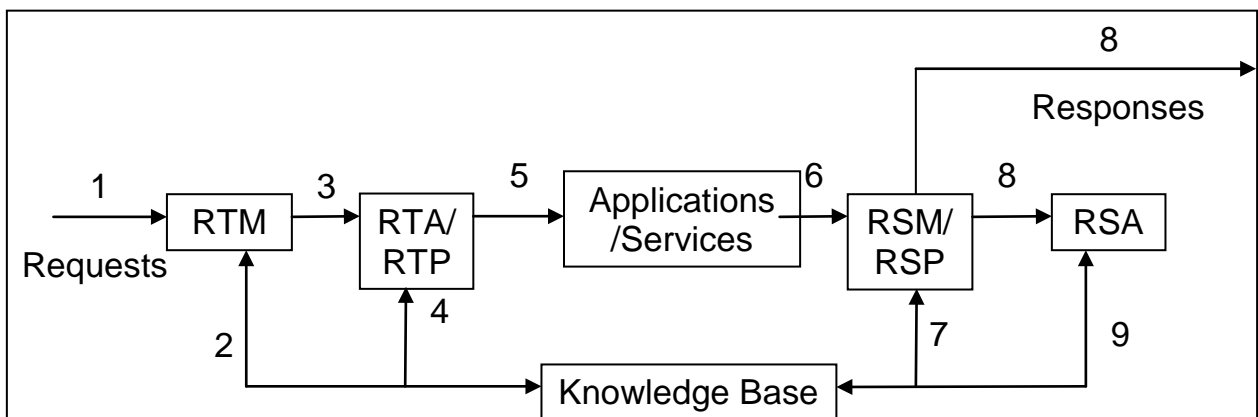 8
Responses
1
3
5
6
8
RTM
RTA/
RTP
Applications
/Services
RSM/
RSP
RSA
Requests
2
4
7
9
Knowledge Base